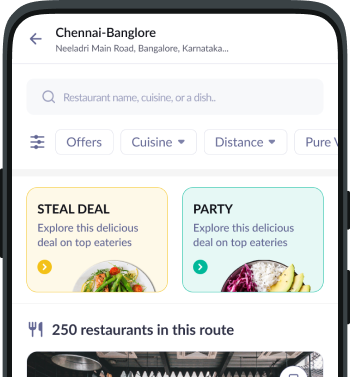 Chennai-Banglore
Neeladri Main Road, Bangalore, Karnataka...
Restaurant name, cuisine, or a dish..
Offers
Cuisine
Distance
Pure V
STEAL DEAL
Explore this delicious
deal on top eateries
PARTY
Explore this delicious
deal on top eateries
250 restaurants in this route